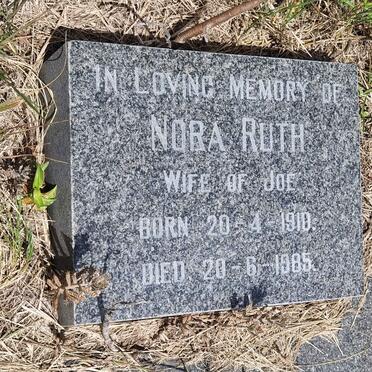 In Loving Memory of
Nora Ruth
Wife of Joe
Born 20-4-1910.
Died 20-6-1985.